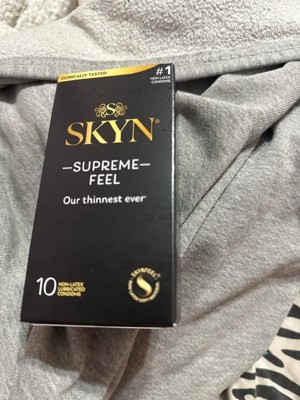 CLINICALLY TESTED
#1
NON-LATEX
CONDOMS
SKYN®
—SUPREME—
FEEL
Our thinnest ever
10
NON-LATEX
LUBRICATED
CONDOMS
SKYNFEEL